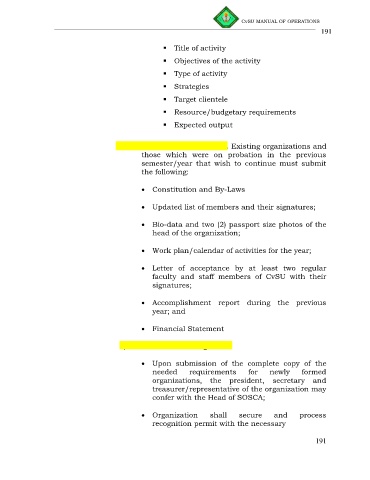 CvSU MANUAL OF OPERATIONS
191
▪ Title of activity
▪ Objectives of the activity
▪ Type of activity
▪ Strategies
▪ Target clientele
▪ Resource/budgetary requirements
▪ Expected output
. Existing organizations and
those which were on probation in the previous
semester/year that wish to continue must submit
the following:
• Constitution and By-Laws
• Updated list of members and their signatures;
• Bio-data and two (2) passport size photos of the
head of the organization;
• Work plan/calendar of activities for the year;
• Letter of acceptance by at least two regular
faculty and staff members of CvSU with their
signatures;
• Accomplishment report during the previous
year; and
• Financial Statement
• Upon submission of the complete copy of the
needed requirements for newly formed
organizations, the president, secretary and
treasurer/representative of the organization may
confer with the Head of SOSCA;
• Organization shall secure and process
recognition permit with the necessary
191